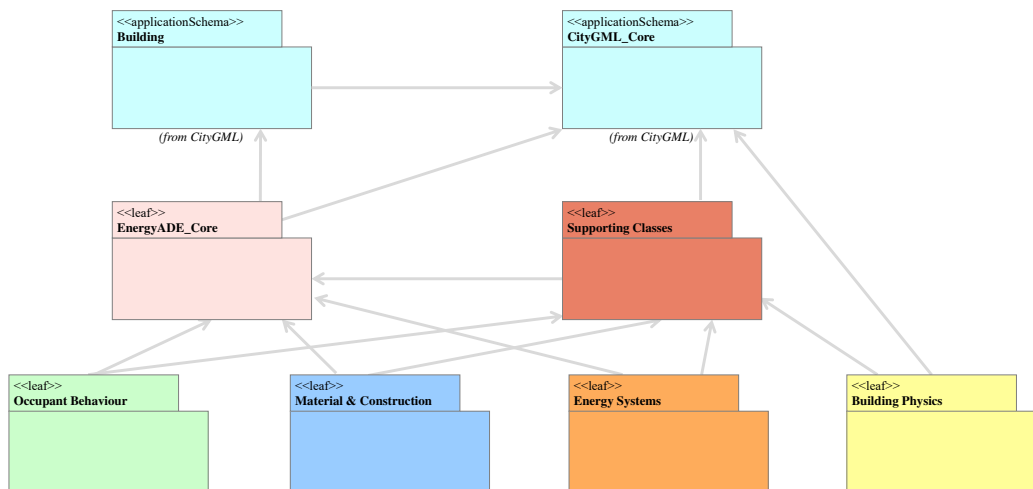 <<applicationSchema>>
Building
<<applicationSchema>>
CityGML_Core
(from CityGML)
(from CityGML)
<<leaf>>
EnergyADE_Core
<<leaf>>
Supporting Classes
<<leaf>>
Occupant Behaviour
<<leaf>>
Material & Construction
<<leaf>>
Energy Systems
<<leaf>>
Building Physics